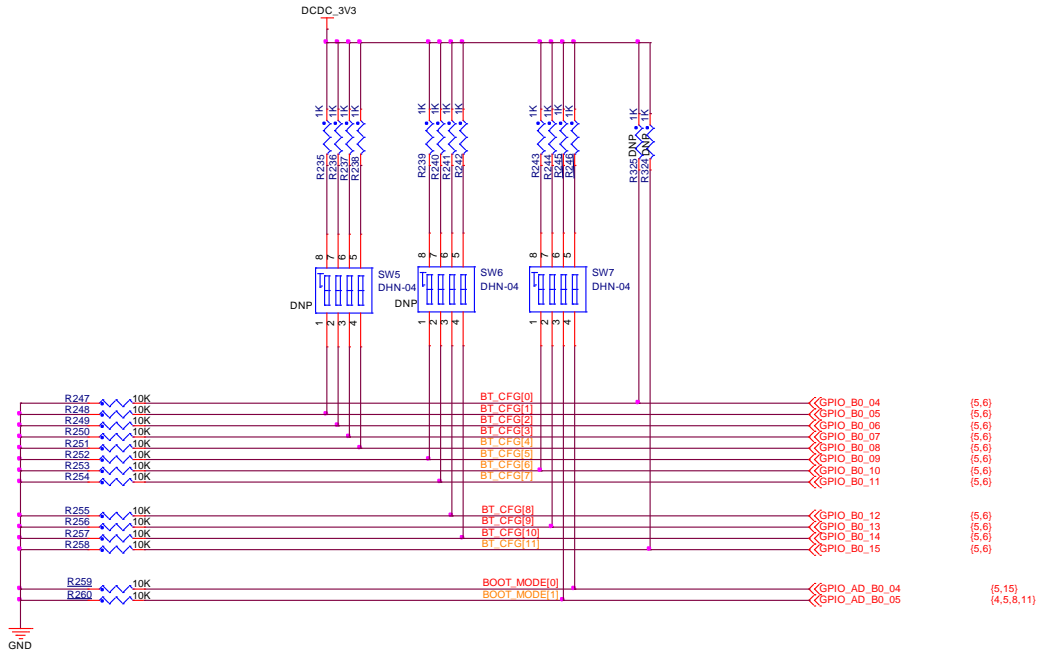 DCDC_3V3
1K 1K 1K 1K 1K 1K 1K 1K 1K 1K 1K 1K 1K 1K
DNP DNP
R235 R236 R237 R238 R239 R240 R241 R242 R243 R244 R245 R246 R325 R324
8 7 6 5 8 7 6 5 8 7 6 5
SW5 SW6 SW7
DHN-04 DHN-04 DHN-04
DNP DNP
1 2 3 4 1 2 3 4 1 2 3 4
R247 10K BT_CFG[0] GPIO_B0_04 {5,6}
R248 10K BT_CFG[1] GPIO_B0_05 {5,6}
R249 10K BT_CFG[2] GPIO_B0_06 {5,6}
R250 10K BT_CFG[3] GPIO_B0_07 {5,6}
R251 10K BT_CFG[4] GPIO_B0_08 {5,6}
R252 10K BT_CFG[5] GPIO_B0_09 {5,6}
R253 10K BT_CFG[6] GPIO_B0_10 {5,6}
R254 10K BT_CFG[7] GPIO_B0_11 {5,6}
R255 10K BT_CFG[8] GPIO_B0_12 {5,6}
R256 10K BT_CFG[9] GPIO_B0_13 {5,6}
R257 10K BT_CFG[10] GPIO_B0_14 {5,6}
R258 10K BT_CFG[11] GPIO_B0_15 {5,6}
R259 10K BOOT_MODE[0] GPIO_AD_B0_04 {5,15}
R260 10K BOOT_MODE[1] GPIO_AD_B0_05 {4,5,8,11}
GND